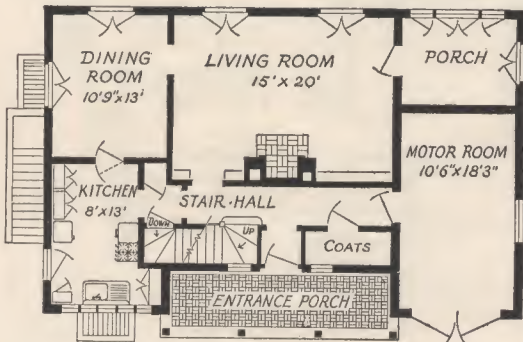 DINING
ROOM
10'9"x13'
LIVING ROOM
15' x 20'
PORCH
MOTOR ROOM
10'6"x18'3"
KITCHEN
8'x13'
STAIR-HALL
DOWN
UP
COATS
ENTRANCE PORCH